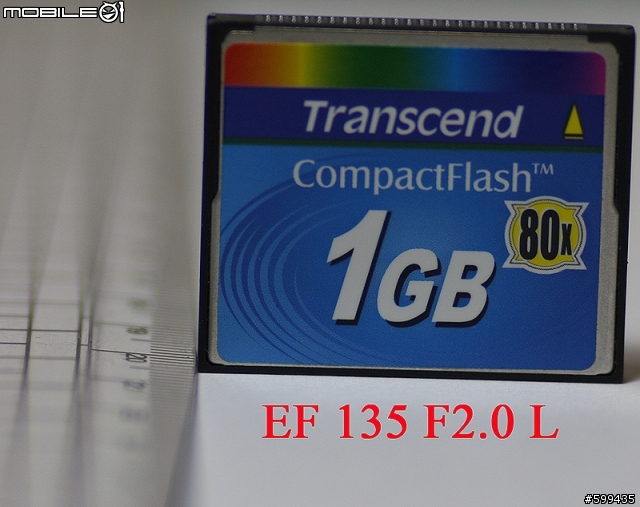 MOBILE01
Transcend
CompactFlash™
80x
1GB
EF 135 F2.0 L
#599435